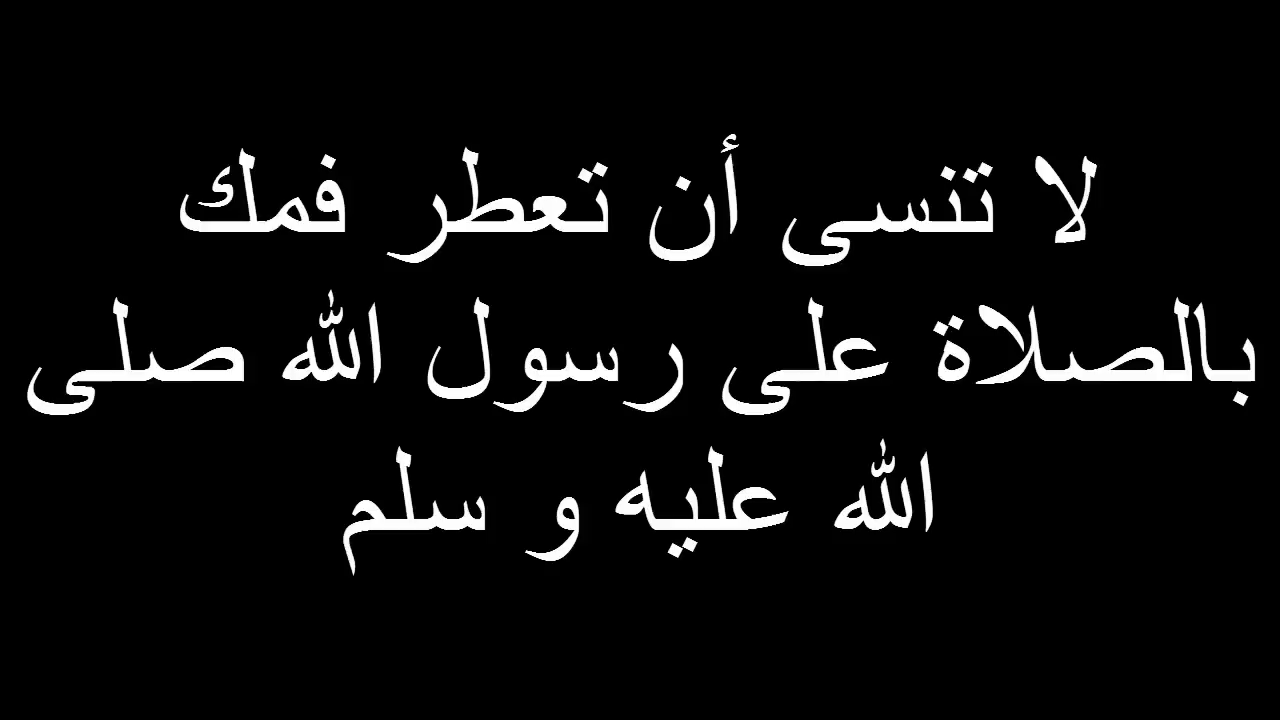 لا تنسى أن تعطر فمك
بالصلاة على رسول الله صلى
الله عليه و سلم